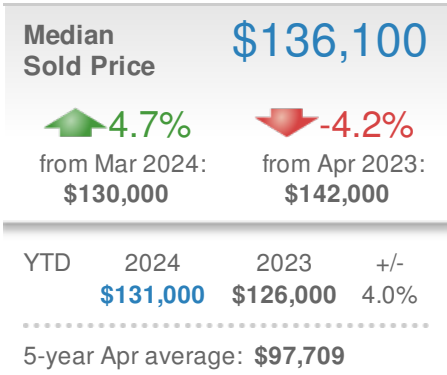 Median
Sold Price
$136,100
4.7%
-4.2%
from Mar 2024:
from Apr 2023:
$130,000
$142,000
YTD 2024 2023 +/-
$131,000 $126,000 4.0%
5-year Apr average: $97,709